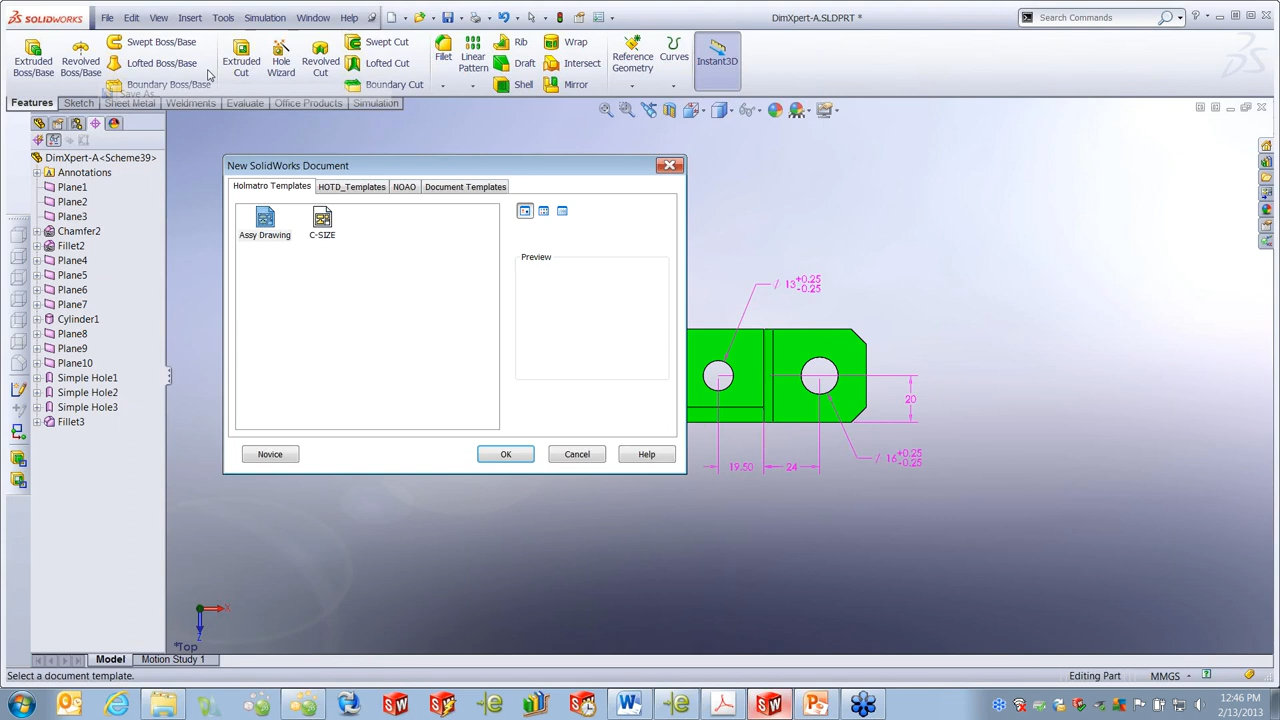 SOLIDWORKS File Edit View Insert Tools Simulation Window Help DimXpert-A.SLDPRT * Search Commands
Extruded Boss/Base
Revolved Boss/Base
Swept Boss/Base
Lofted Boss/Base
Boundary Boss/Base
Extruded Cut
Hole Wizard
Revolved Cut
Swept Cut
Lofted Cut
Boundary Cut
Fillet
Linear Pattern
Rib
Draft
Shell
Wrap
Intersect
Mirror
Reference Geometry
Curves
Instant3D
Save As...
Features Sketch Sheet Metal Weldments Evaluate Office Products Simulation
DimXpert-A<Scheme39>
Annotations
Plane1
Plane2
Plane3
Chamfer2
Fillet2
Plane4
Plane5
Plane6
Plane7
Cylinder1
Plane8
Plane9
Plane10
Simple Hole1
Simple Hole2
Simple Hole3
Fillet3
New SolidWorks Document
Holmatro Templates HOTD_Templates NOAO Document Templates
Assy Drawing C-SIZE
Preview
Novice OK Cancel Help
13 +0.25 -0.25
20
16 +0.25 -0.25
19.50 24
X
Z
*Top
Model Motion Study 1
Select a document template. Editing Part MMGS
12:46 PM
2/13/2013